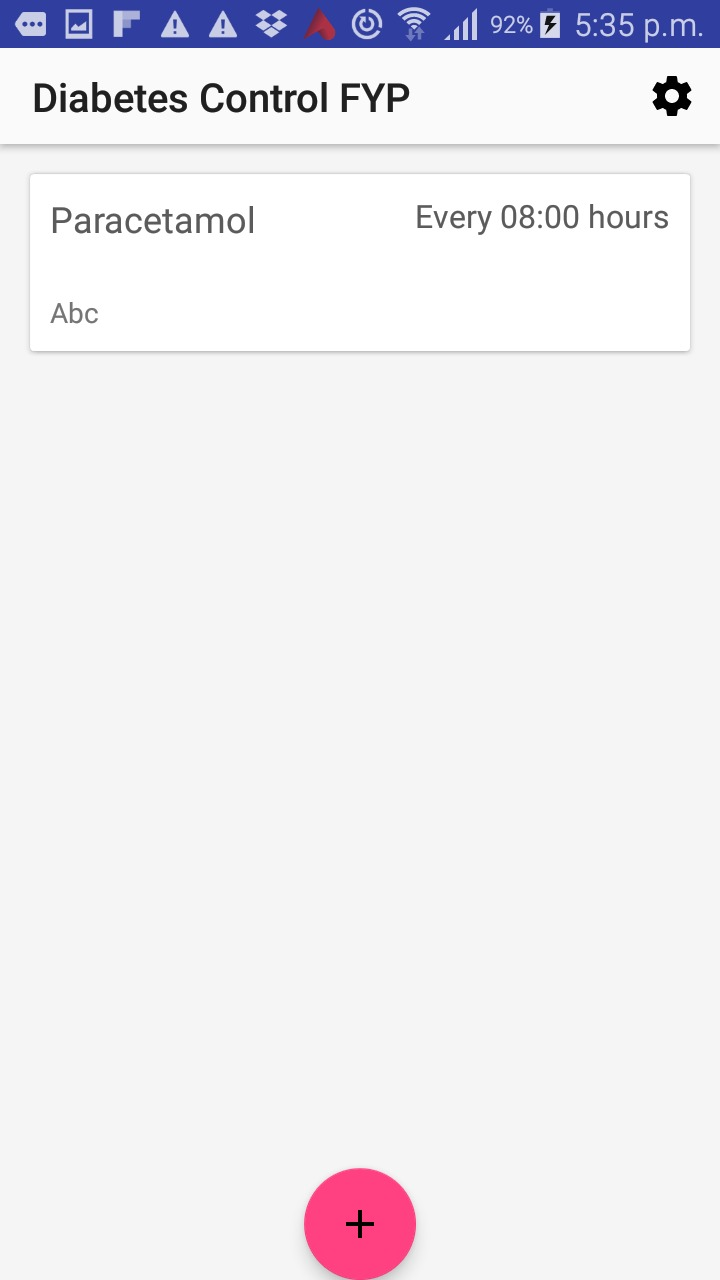 92% 5:35 p.m.
Diabetes Control FYP
Paracetamol Every 08:00 hours
Abc